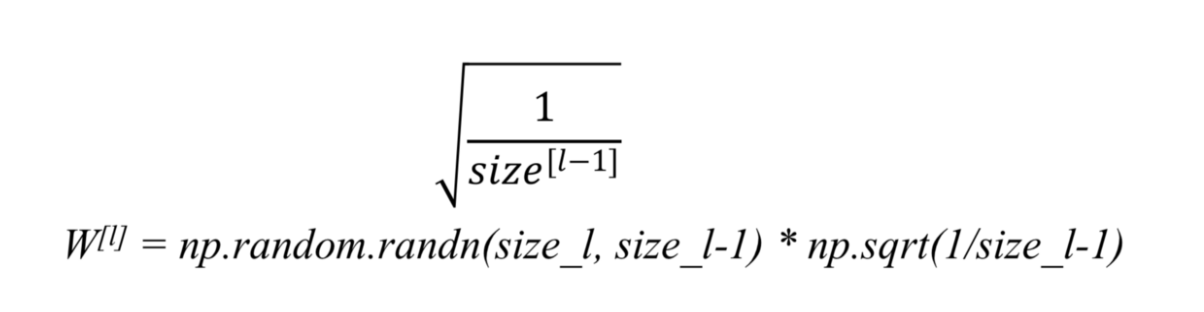 √(1/size^[l−1])
W^[l] = np.random.randn(size_l, size_l-1) * np.sqrt(1/size_l-1)